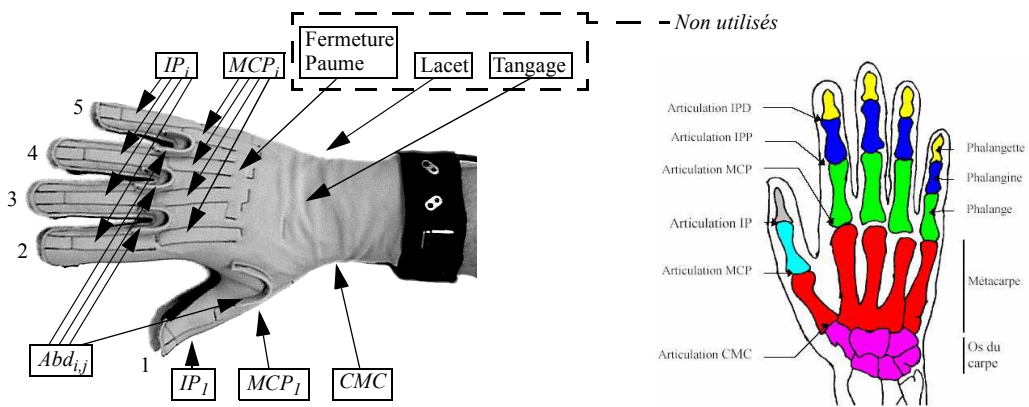 Non utilisés
Fermeture
Paume
Lacet
Tangage
IPi
MCPi
5
4
3
2
1
Abdi,j
IP1
MCP1
CMC
Articulation IPD
Articulation IPP
Articulation MCP
Articulation IP
Articulation MCP
Articulation CMC
Phalangette
Phalangine
Phalange
Métacarpe
Os du
carpe